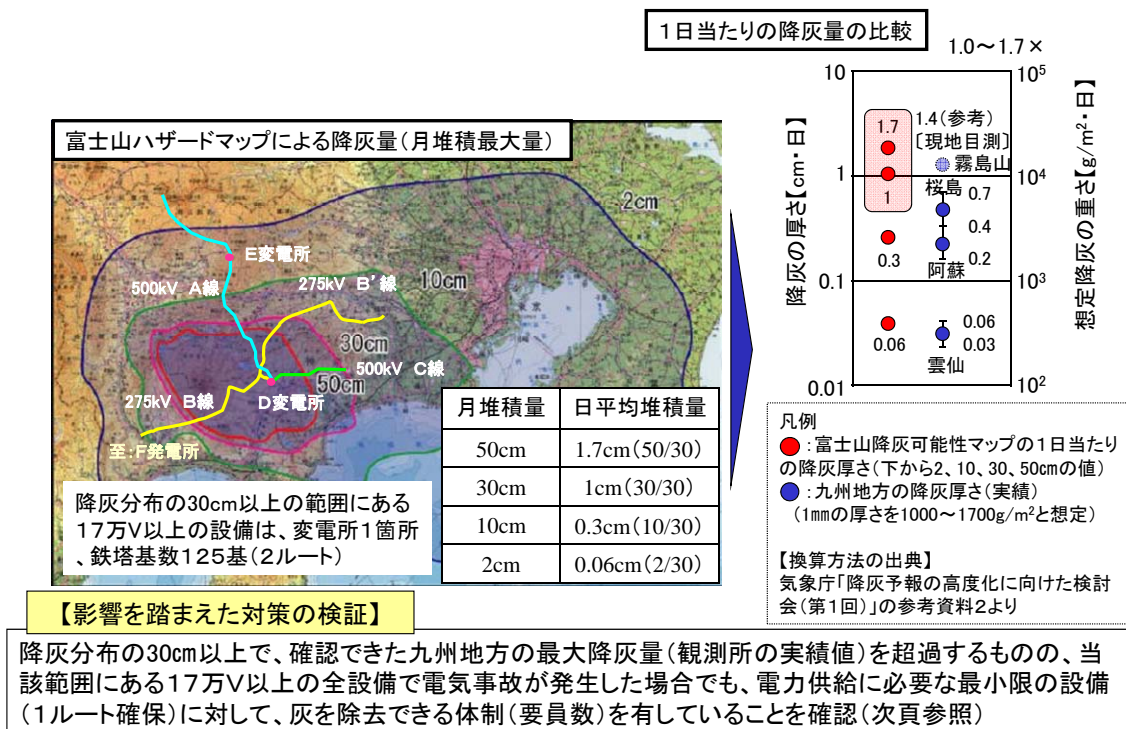 １日当たりの降灰量の比較
富士山ハザードマップによる降灰量（月堆積最大量）
2cm
10cm
30cm
50cm
E変電所
500kV A線
275kV B'線
500kV C線
275kV B線
D変電所
至：F発電所
東京
降灰分布の30cm以上の範囲にある
17万V以上の設備は、変電所1箇所
、鉄塔基数125基（2ルート）
月堆積量 日平均堆積量
50cm 1.7cm（50/30）
30cm 1cm（30/30）
10cm 0.3cm（10/30）
2cm 0.06cm（2/30）
1.0～1.7×
降灰の厚さ【cm・日】
10
1
0.1
0.01
10⁵
10⁴
10³
10²
想定降灰の重さ【g/m²・日】
1.7
1
0.3
0.06
1.4（参考）
〔現地目測〕
霧島山
桜島
0.7
0.4
0.2
阿蘇
0.06
0.03
雲仙
凡例
：富士山降灰可能性マップの１日当たり
の降灰厚さ（下から2、10、30、50cmの値）
：九州地方の降灰厚さ（実績）
（1mmの厚さを1000～1700g/m²と想定）
【換算方法の出典】
気象庁「降灰予報の高度化に向けた検討
会（第１回）」の参考資料２より
【影響を踏まえた対策の検証】
降灰分布の30cm以上で、確認できた九州地方の最大降灰量（観測所の実績値）を超過するものの、当
該範囲にある１７万Ｖ以上の全設備で電気事故が発生した場合でも、電力供給に必要な最小限の設備
（１ルート確保）に対して、灰を除去できる体制（要員数）を有していることを確認（次頁参照）